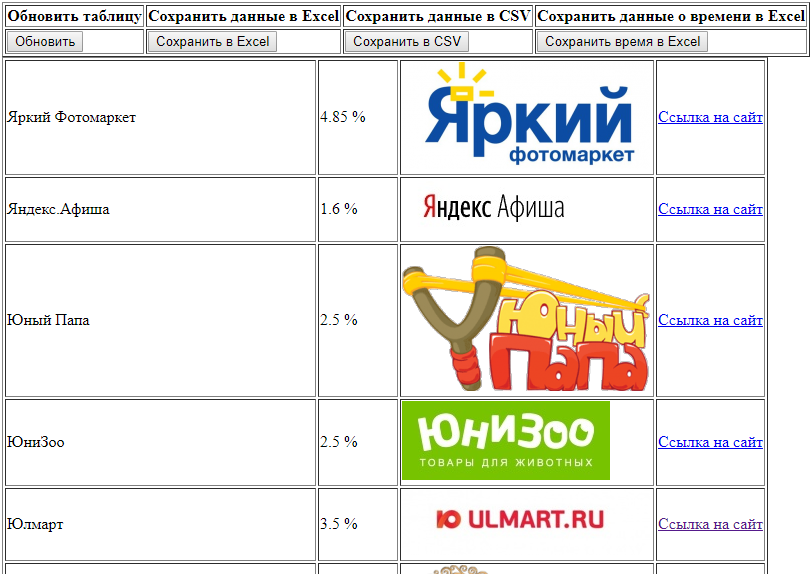 Обновить таблицу Сохранить данные в Excel Сохранить данные в CSV Сохранить данные о времени в Excel
Обновить Сохранить в Excel Сохранить в CSV Сохранить время в Excel
Яркий Фотомаркет 4.85 % Яркий фотомаркет Ссылка на сайт
Яндекс.Афиша 1.6 % Яндекс Афиша Ссылка на сайт
Юный Папа 2.5 % Юный Папа Ссылка на сайт
ЮниЗоо 2.5 % ЮниЗоо Ссылка на сайт
ТОВАРЫ ДЛЯ ЖИВОТНЫХ
Юлмарт 3.5 % Ю ULMART.RU Ссылка на сайт